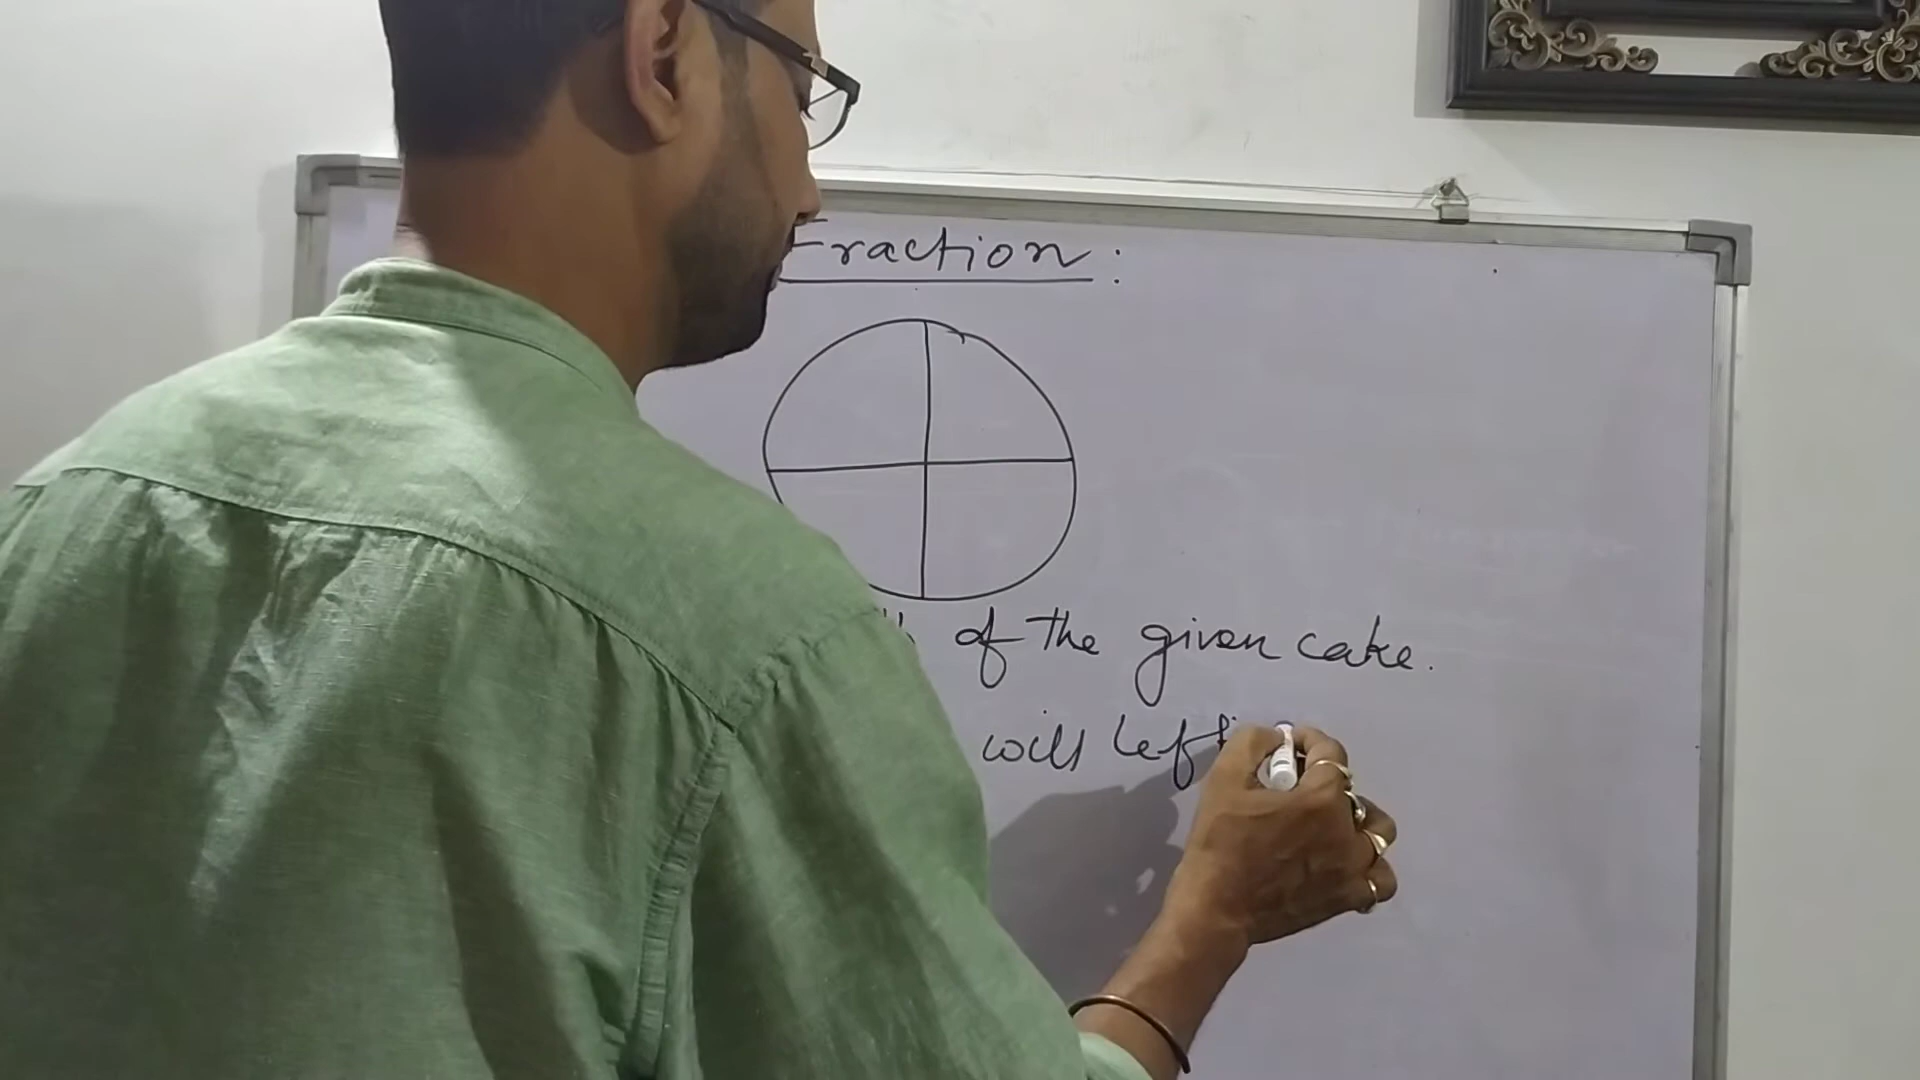 Fraction:
of the given cake.
will left